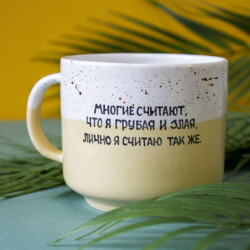 МНОГИЕ СЧИТАЮТ,
ЧТО Я ГРУБАЯ И ЗЛАЯ,
ЛИЧНО Я СЧИТАЮ ТАК ЖЕ.